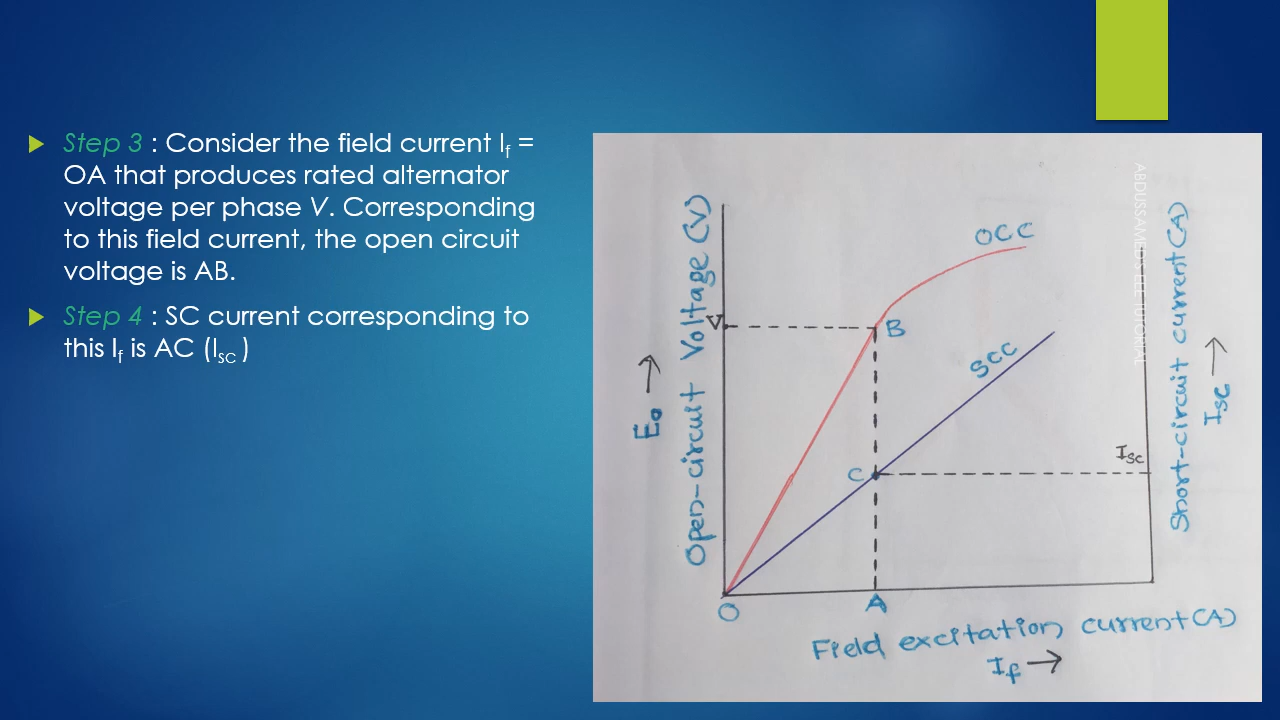 Step 3 : Consider the field current If =
OA that produces rated alternator
voltage per phase V. Corresponding
to this field current, the open circuit
voltage is AB.
Step 4 : SC current corresponding to
this If is AC (ISC )
OCC
SCC
V
B
C
Isc
O
A
Open-circuit Voltage (V)
E₀ →
Short-circuit current (A)
Isc →
Field excitation current (A)
If →